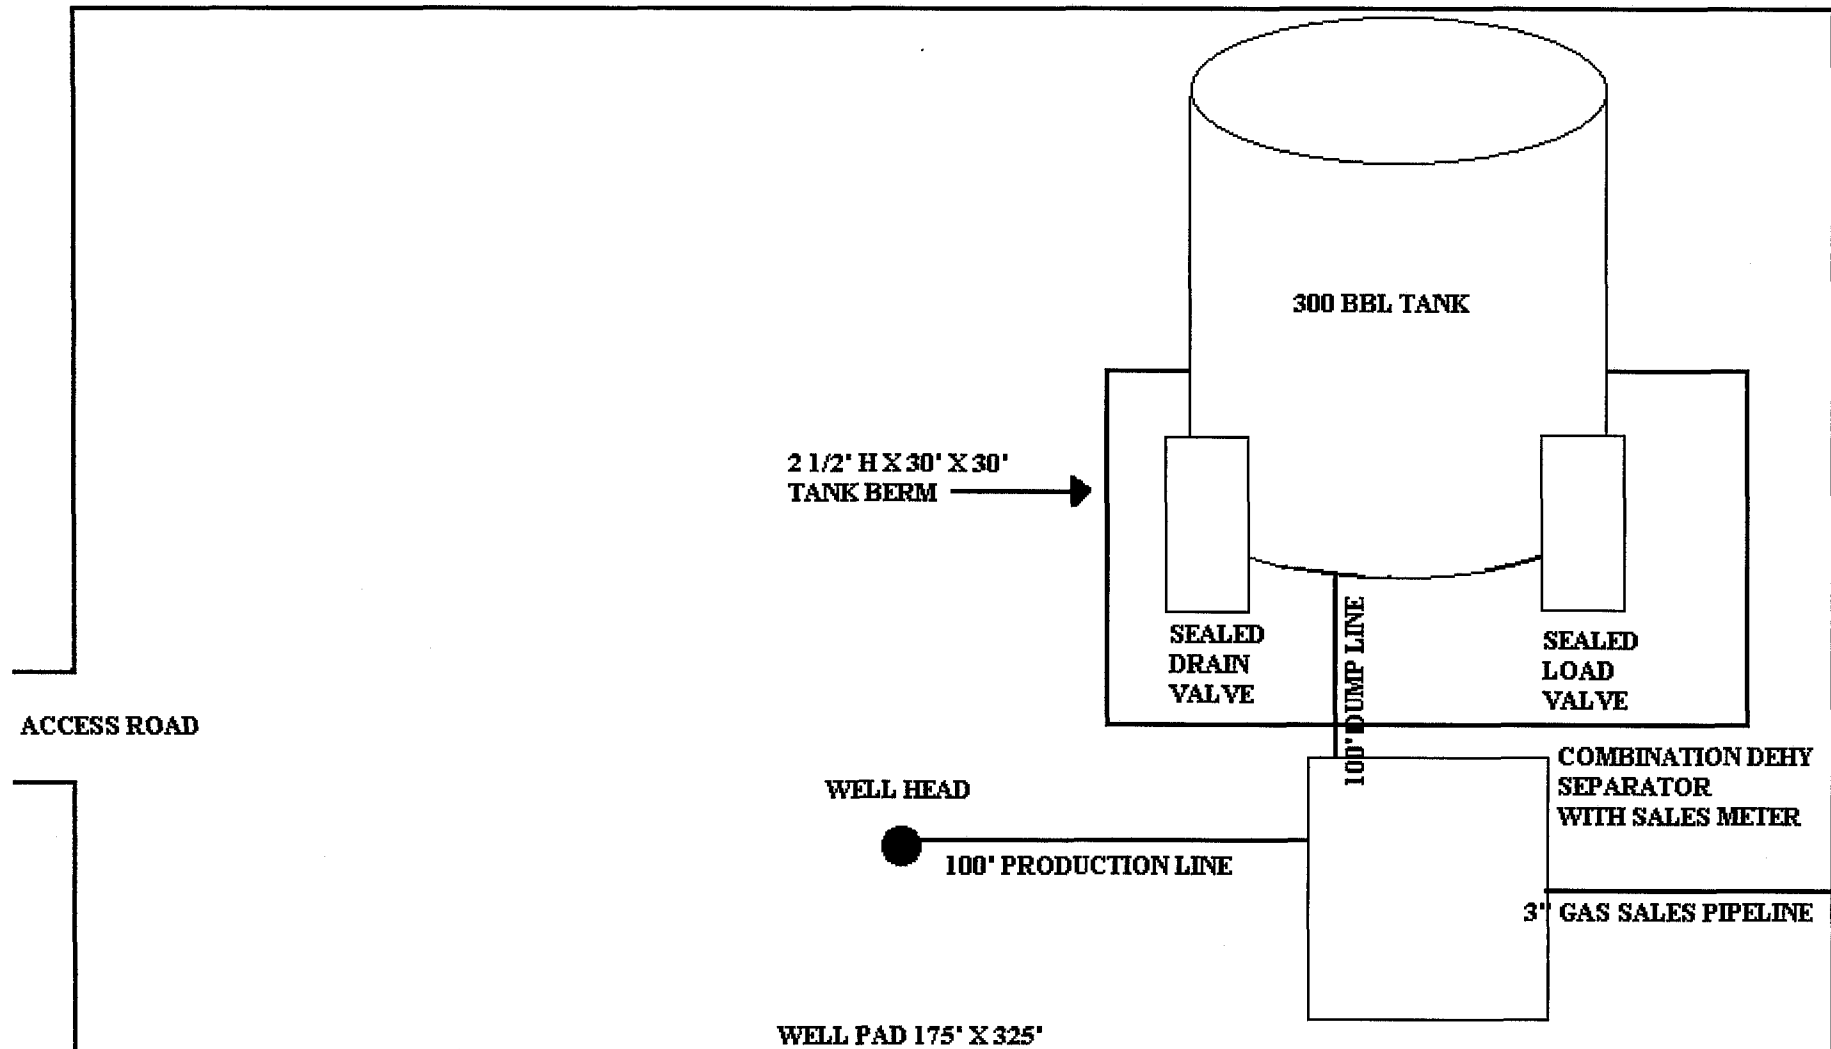 300 BBL TANK
2 1/2' H X 30' X 30'
TANK BERM
SEALED
DRAIN
VALVE
100' DUMP LINE
SEALED
LOAD
VALVE
ACCESS ROAD
COMBINATION DEHY
SEPARATOR
WITH SALES METER
WELL HEAD
100' PRODUCTION LINE
3" GAS SALES PIPELINE
WELL PAD 175' X 325'